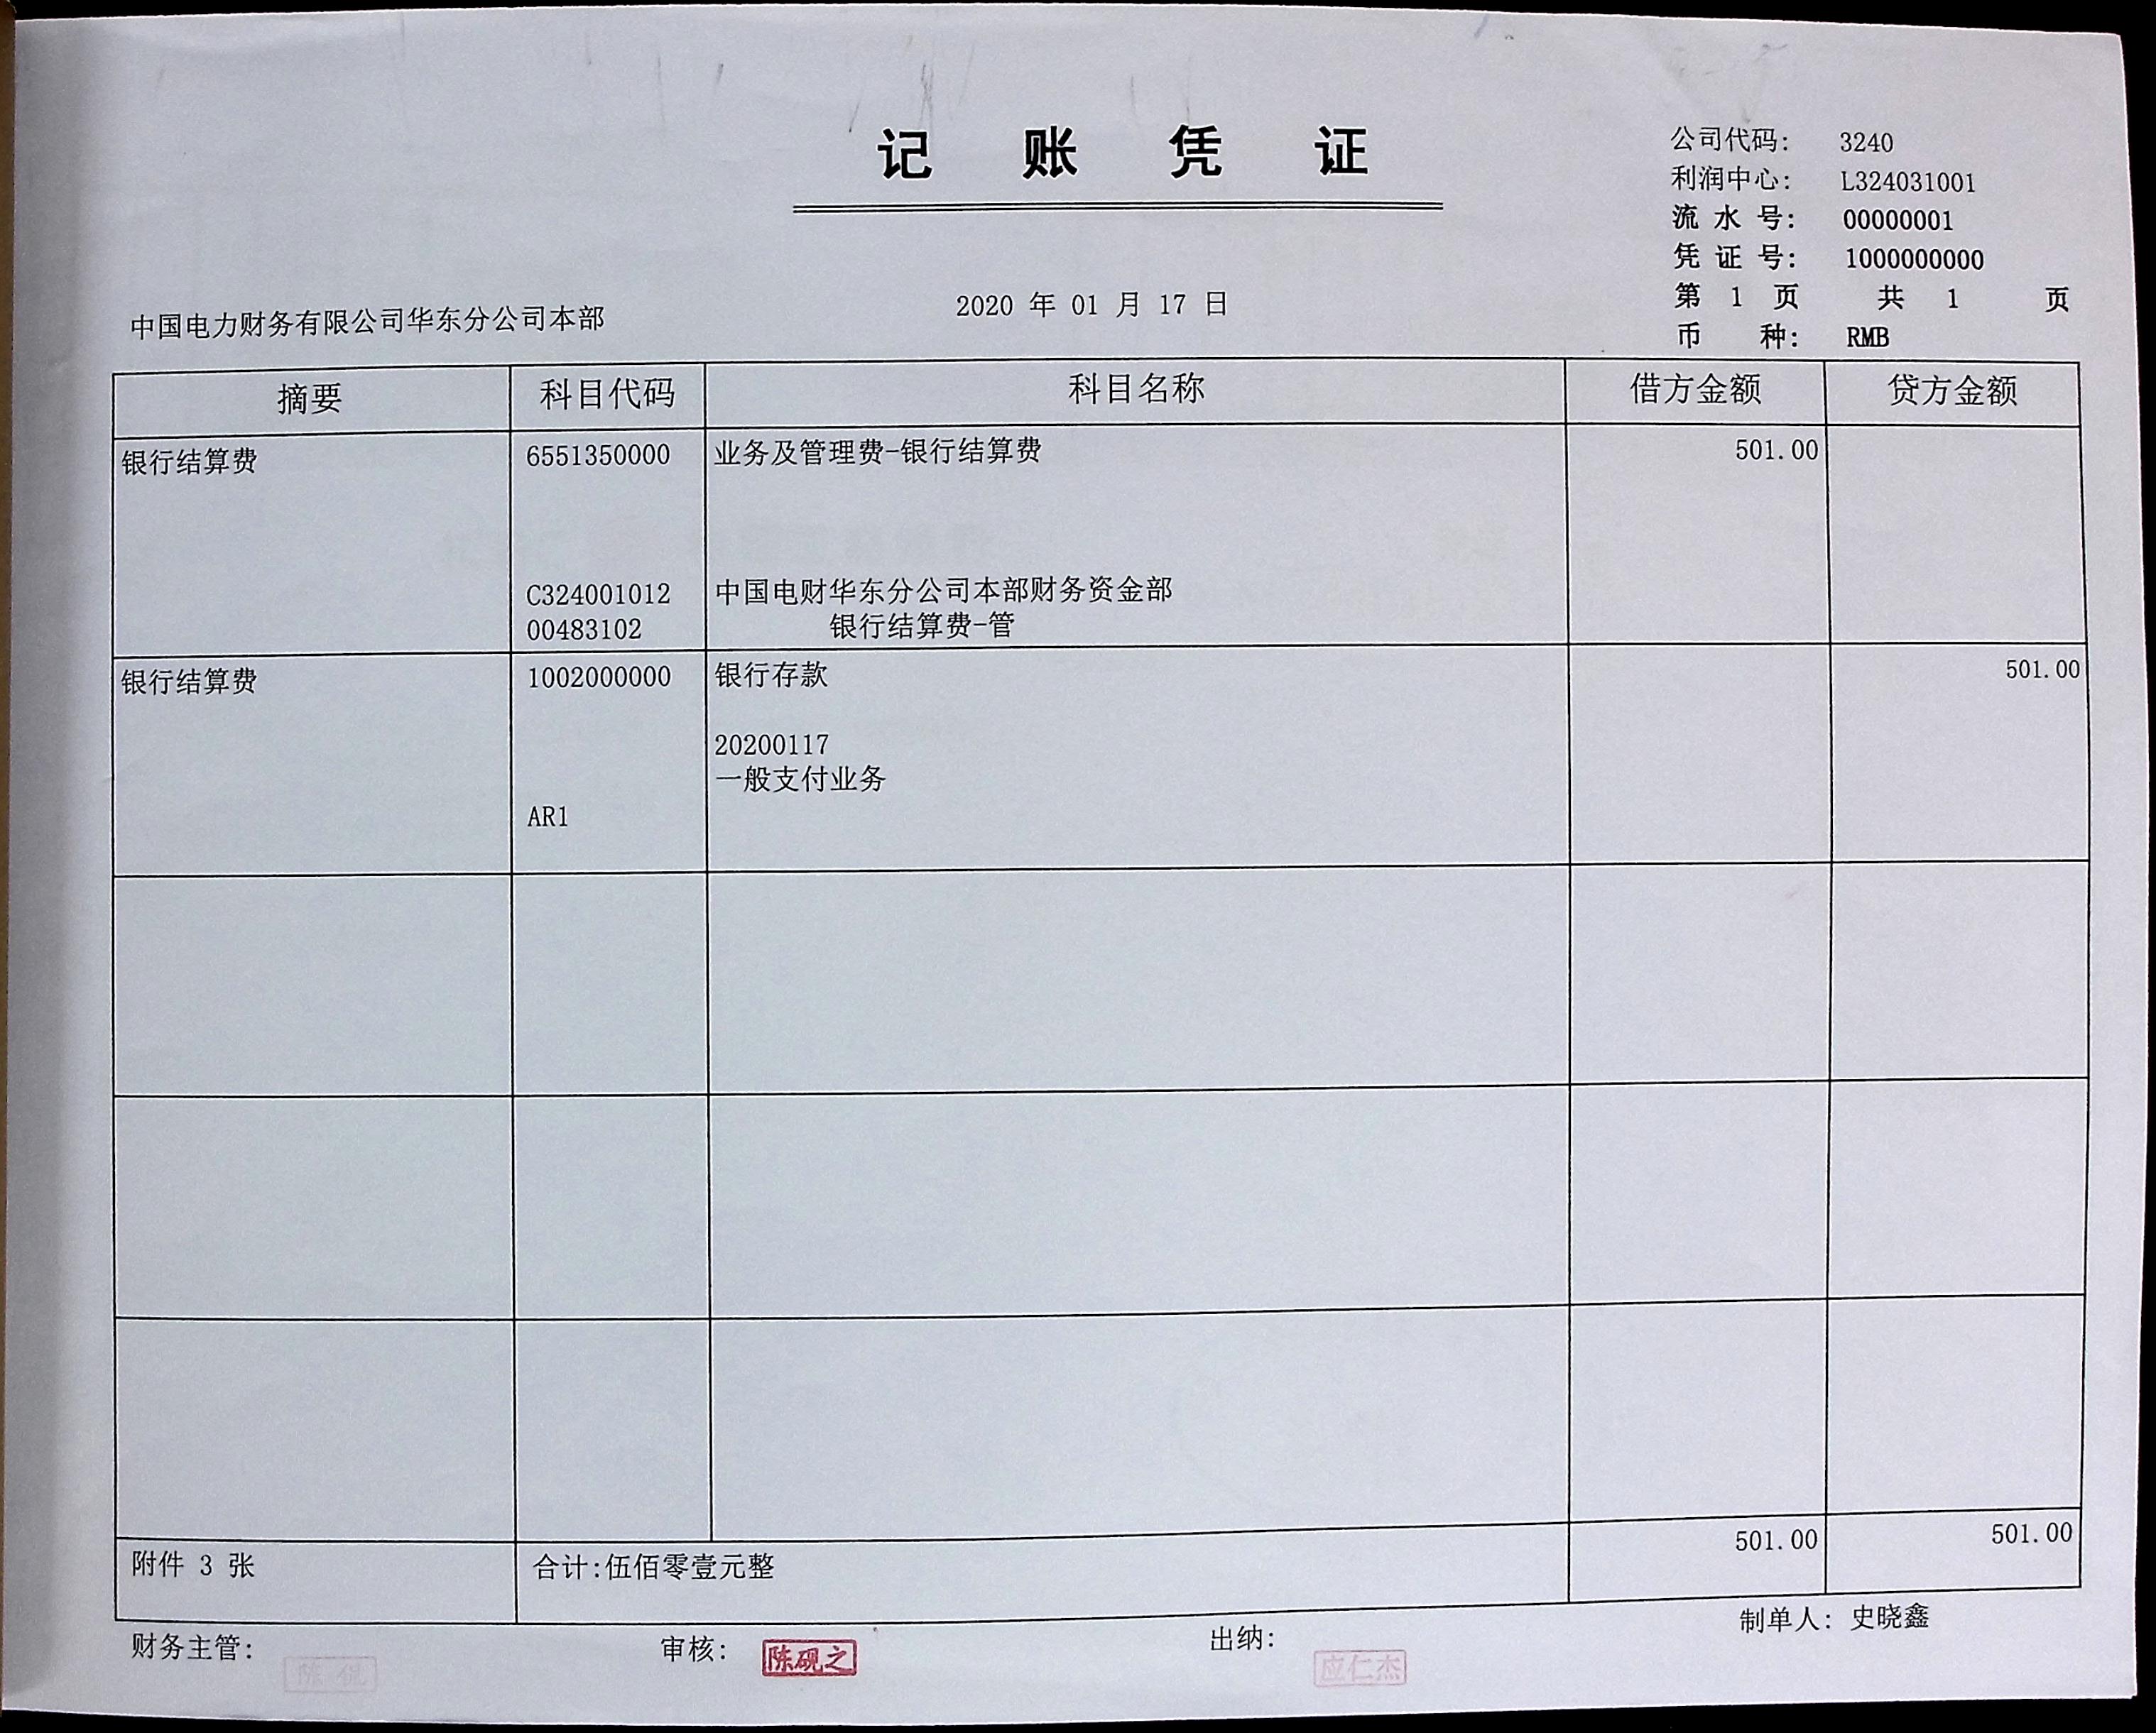 记 账 凭 证
公司代码: 3240
利润中心: L324031001
流 水 号: 00000001
凭 证 号: 1000000000
第 1 页 共 1 页
币 种: RMB
中国电力财务有限公司华东分公司本部
2020 年 01 月 17 日
摘要 科目代码 科目名称 借方金额 贷方金额
银行结算费 6551350000 业务及管理费-银行结算费 501.00
C324001012 中国电财华东分公司本部财务资金部
00483102 银行结算费-管
银行结算费 1002000000 银行存款 501.00
20200117
一般支付业务
AR1
附件 3 张 合计:伍佰零壹元整 501.00 501.00
财务主管: 陈侃 审核: 陈砚之 出纳: 应仁杰 制单人: 史晓鑫